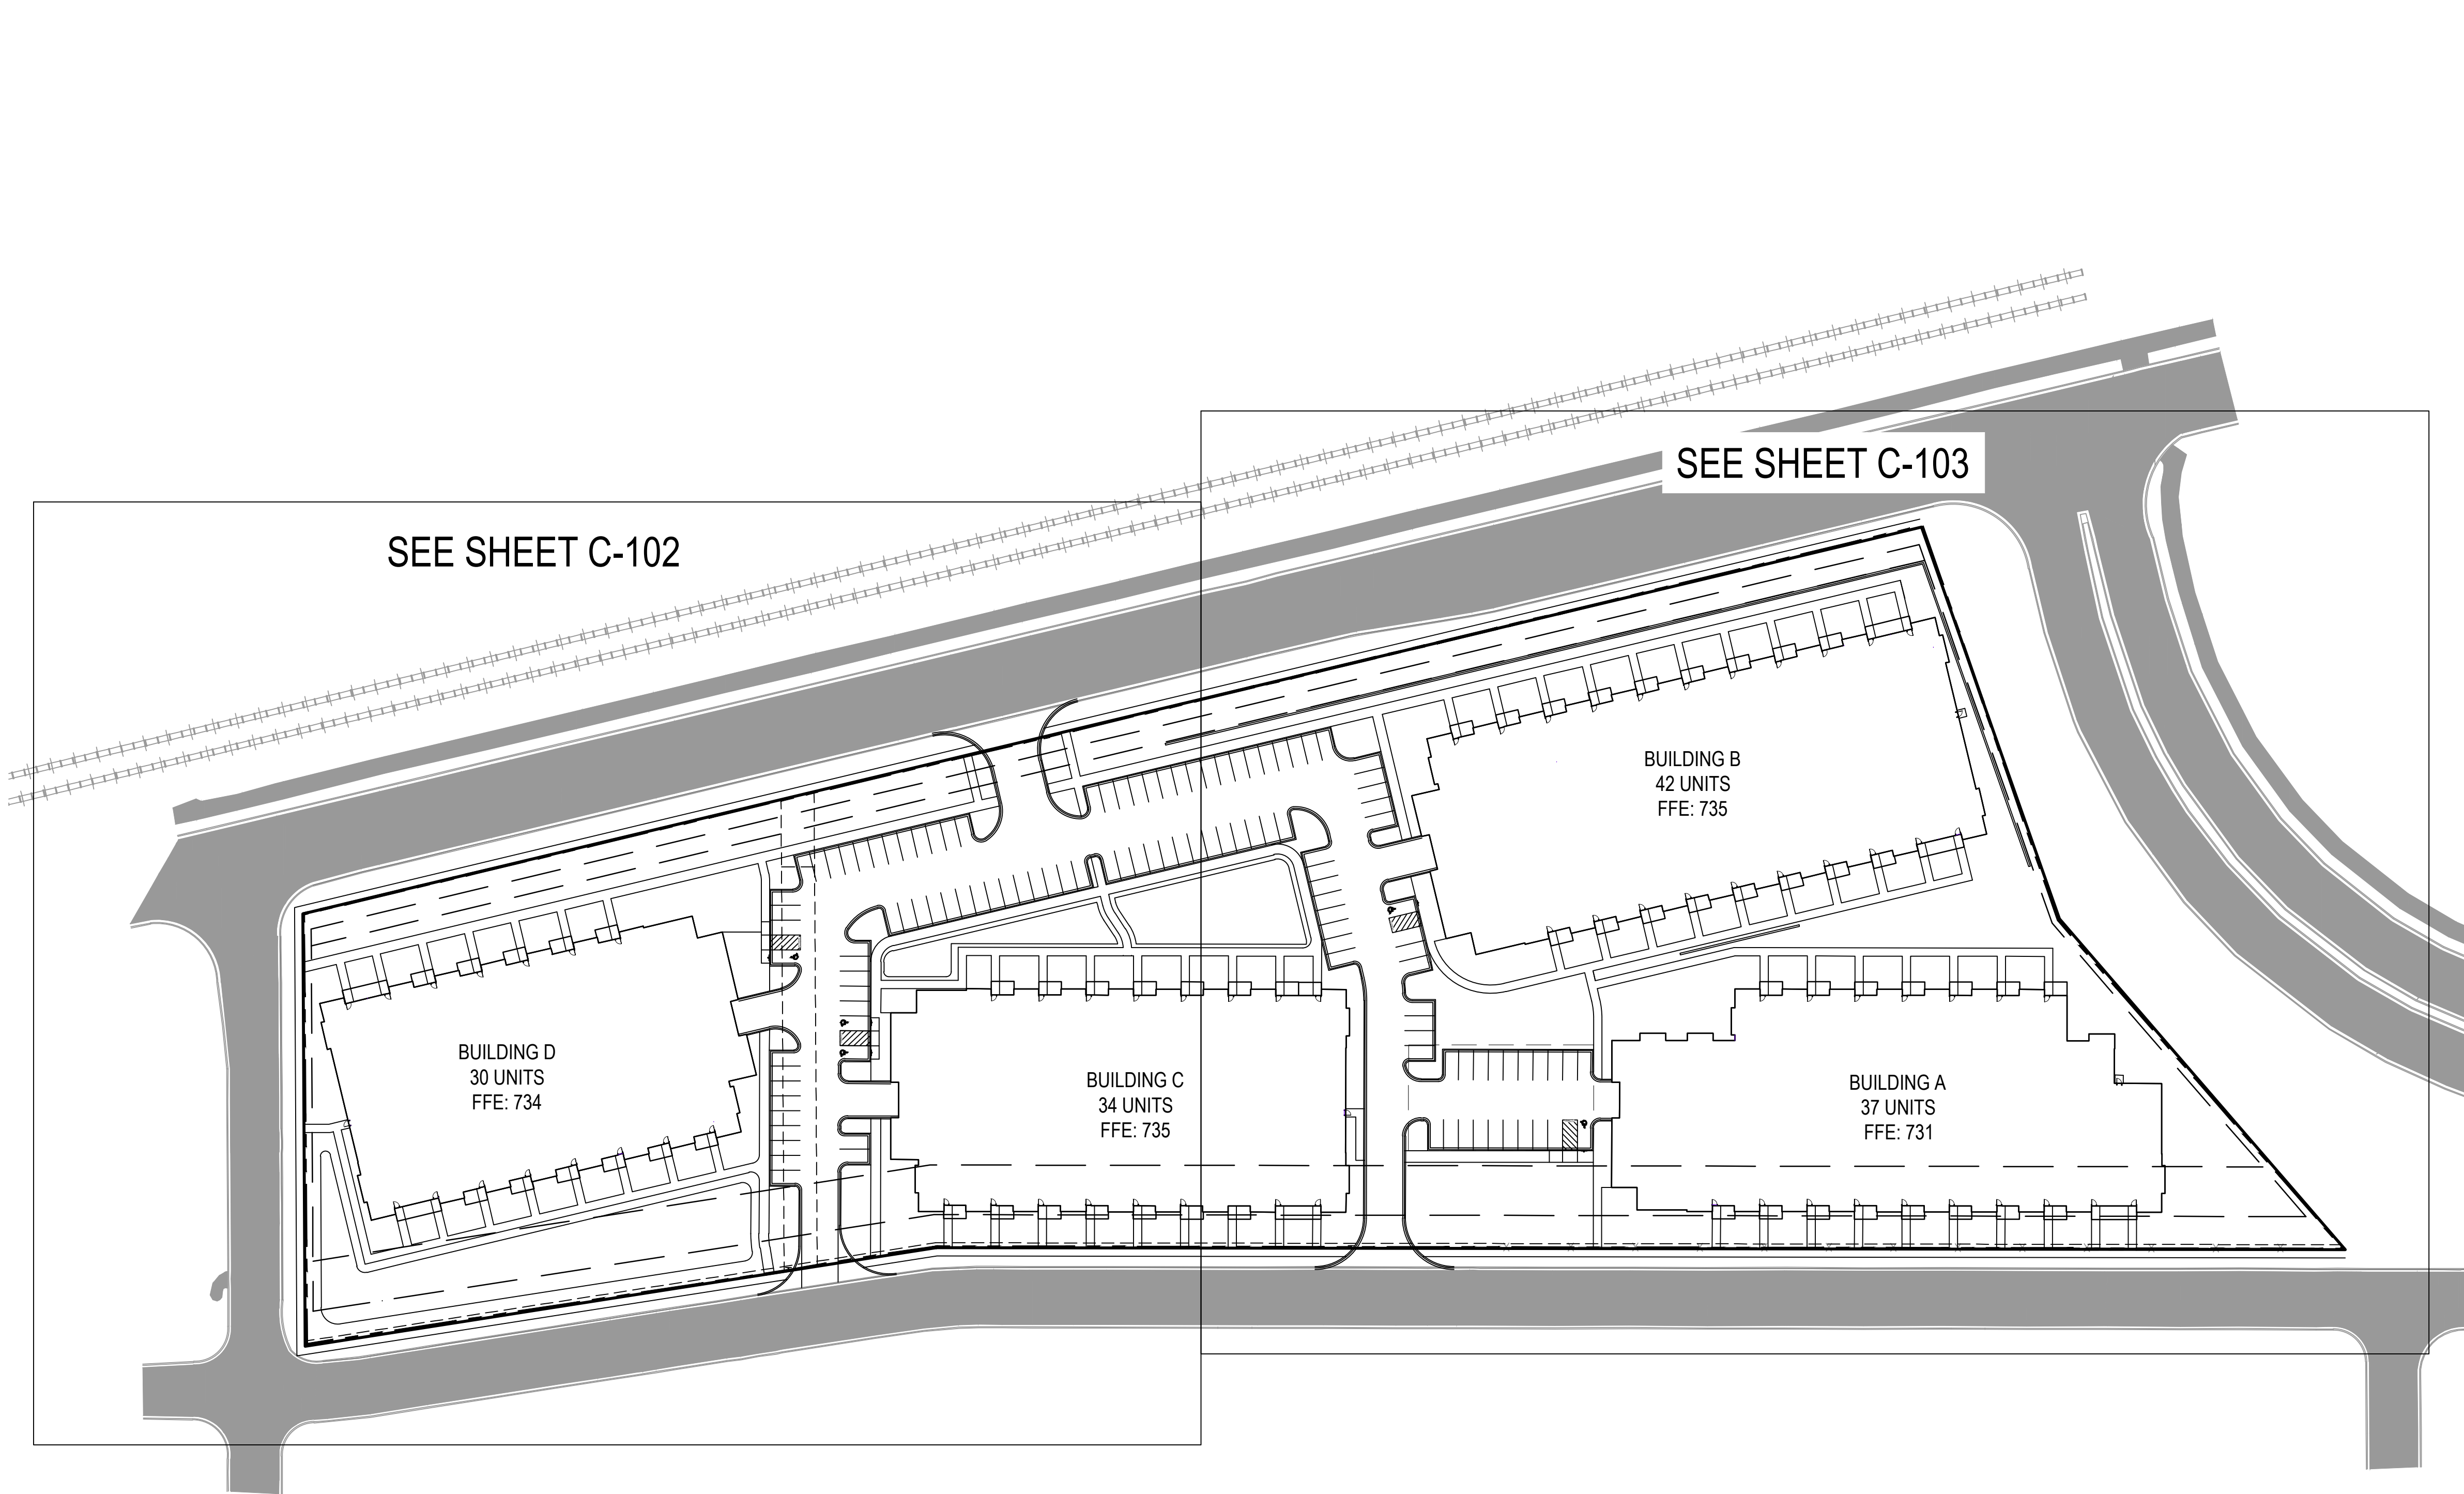 SEE SHEET C-103
SEE SHEET C-102
BUILDING B
42 UNITS
FFE: 735
BUILDING D
30 UNITS
FFE: 734
BUILDING C
34 UNITS
FFE: 735
BUILDING A
37 UNITS
FFE: 731